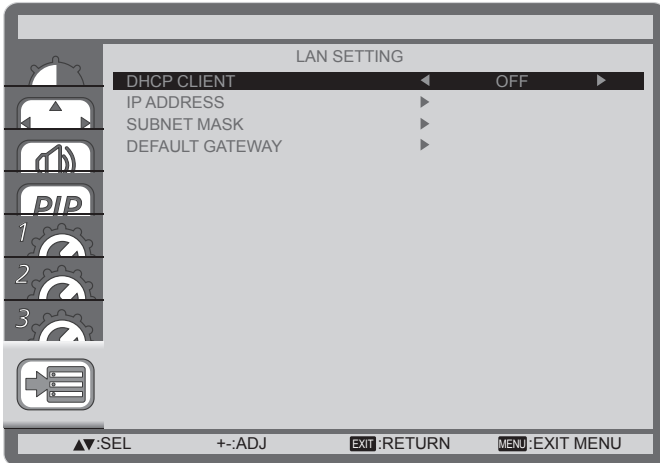 LAN SETTING
DHCP CLIENT ◀ OFF ▶
IP ADDRESS ▶
SUBNET MASK ▶
DEFAULT GATEWAY ▶
PIP
1
2
3
▲▼:SEL +-:ADJ EXIT:RETURN MENU:EXIT MENU